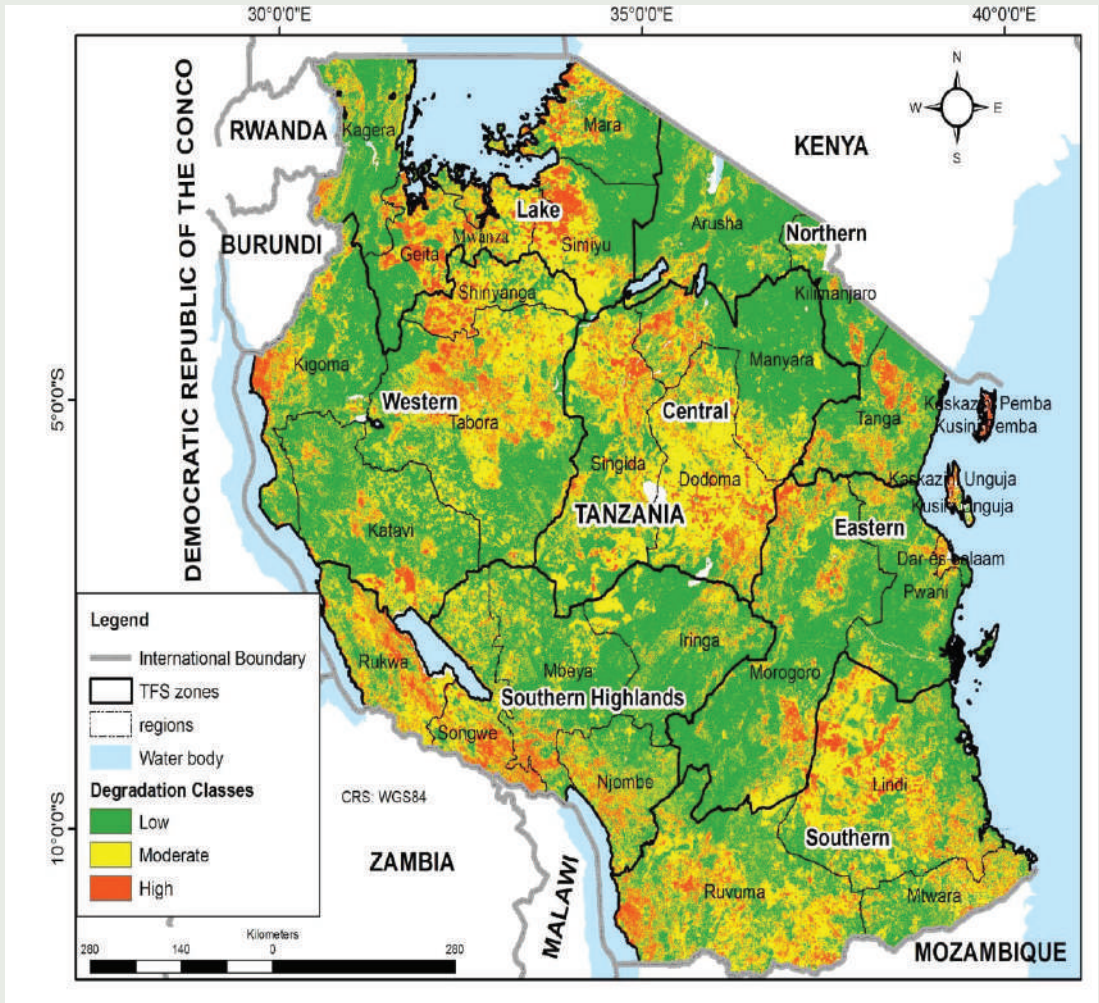 30°0'0"E
35°0'0"E
40°0'0"E
5°0'0"S
10°0'0"S
N
W
E
S
DEMOCRATIC REPUBLIC OF THE CONCO
RWANDA
BURUNDI
KENYA
ZAMBIA
MALAWI
MOZAMBIQUE
TANZANIA
Kagera
Mara
Lake
Mwanza
Simiyu
Geita
Shinyanga
Arusha
Northern
Kilimanjaro
Manyara
Kigoma
Western
Tabora
Central
Singida
Dodoma
Tanga
Kaskazini Pemba
Kusini Pemba
Kaskazini Unguja
Kusini Unguja
Eastern
Dar es salaam
Pwani
Katavi
Rukwa
Mbeya
Iringa
Morogoro
Southern Highlands
Songwe
Njombe
Lindi
Southern
Ruvuma
Mtwara
Legend
International Boundary
TFS zones
regions
Water body
Degradation Classes
Low
Moderate
High
CRS: WGS84
Kilometers
280
140
0
280